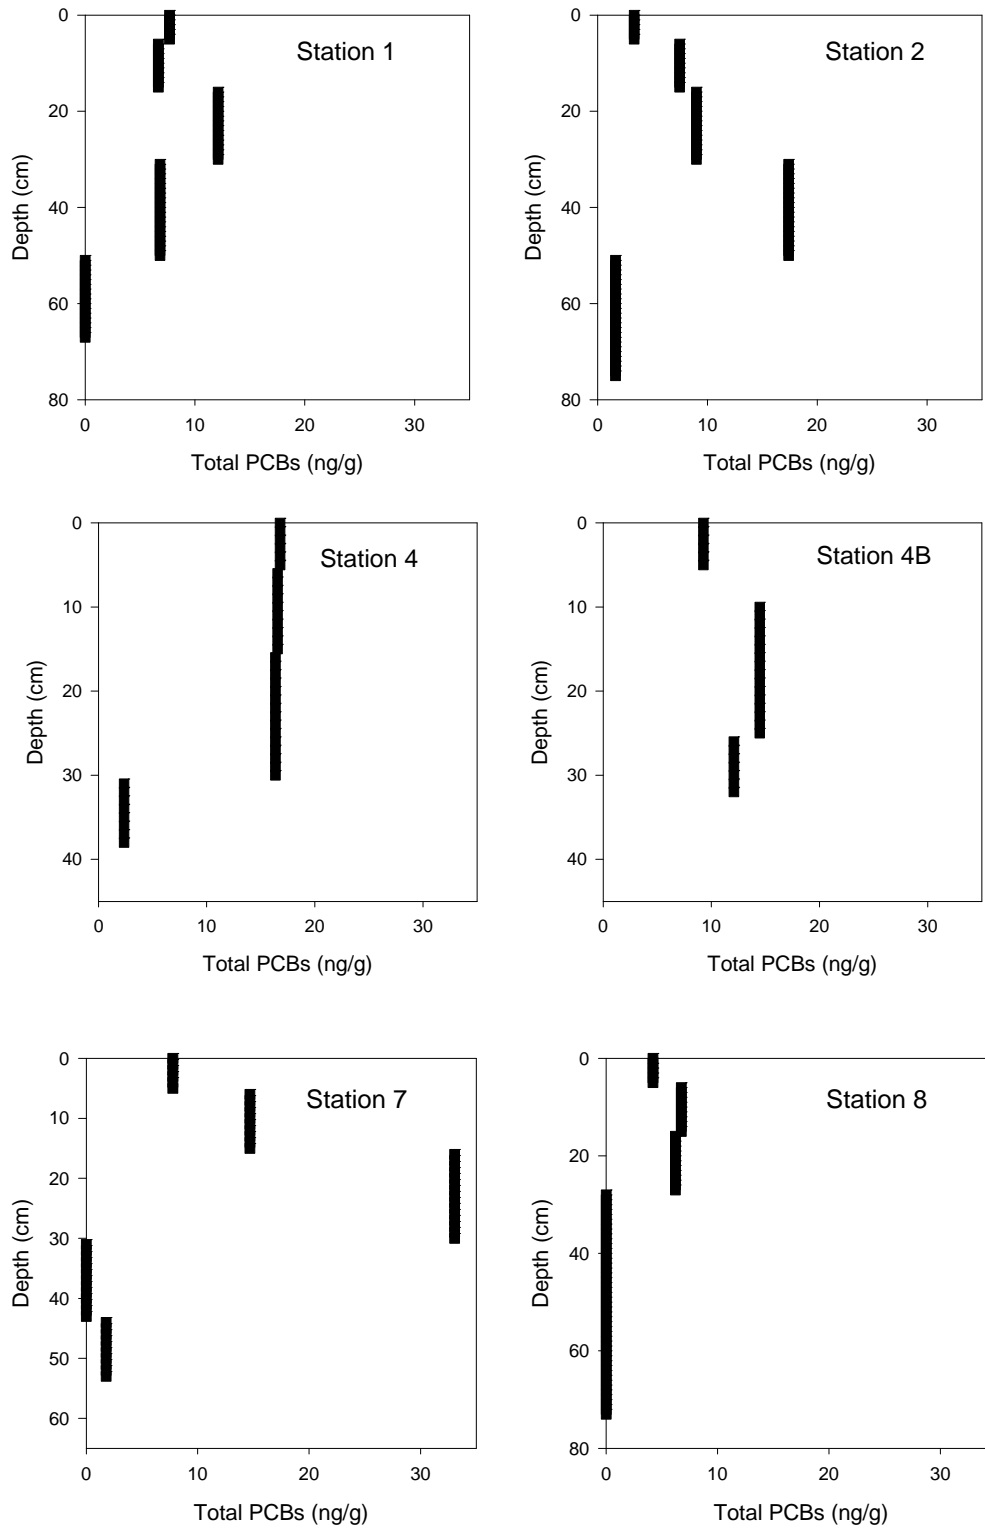 Station 1
0
20
40
60
80
Depth (cm)
0 10 20 30
Total PCBs (ng/g)
Station 2
0
20
40
60
80
Depth (cm)
0 10 20 30
Total PCBs (ng/g)
Station 4
0
10
20
30
40
Depth (cm)
0 10 20 30
Total PCBs (ng/g)
Station 4B
0
10
20
30
40
Depth (cm)
0 10 20 30
Total PCBs (ng/g)
Station 7
0
10
20
30
40
50
60
Depth (cm)
0 10 20 30
Total PCBs (ng/g)
Station 8
0
20
40
60
80
Depth (cm)
0 10 20 30
Total PCBs (ng/g)